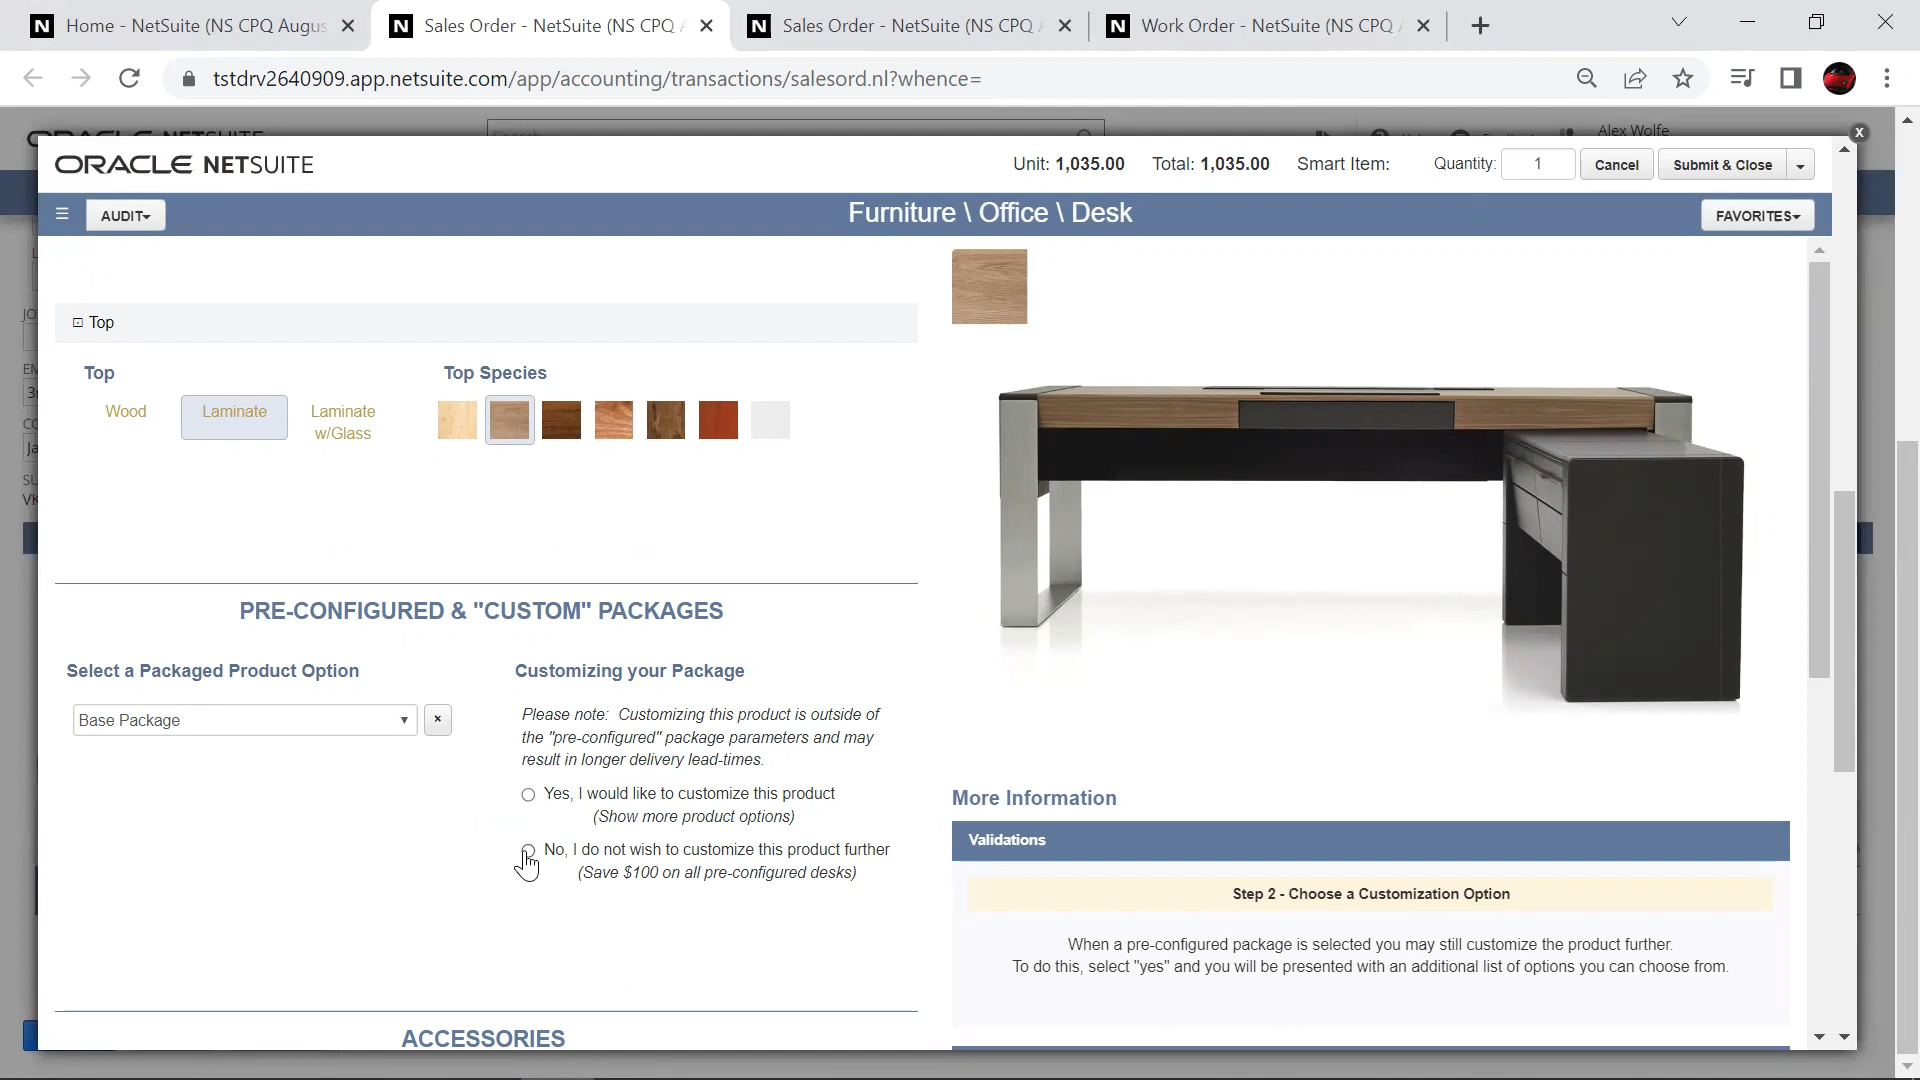 Home - NetSuite (NS CPQ Augus
Sales Order - NetSuite (NS CPQ
Sales Order - NetSuite (NS CPQ
Work Order - NetSuite (NS CPQ
tstdrv2640909.app.netsuite.com/app/accounting/transactions/salesord.nl?whence=
Alex Wolfe
ORACLE NETSUITE
Unit: 1,035.00
Total: 1,035.00
Smart Item:
Quantity: 1
Cancel
Submit & Close
AUDIT
Furniture \ Office \ Desk
FAVORITES
Top
Top
Wood
Laminate
Laminate
w/Glass
Top Species
PRE-CONFIGURED & "CUSTOM" PACKAGES
Select a Packaged Product Option
Base Package
Customizing your Package
Please note: Customizing this product is outside of
the "pre-configured" package parameters and may
result in longer delivery lead-times.
Yes, I would like to customize this product
(Show more product options)
No, I do not wish to customize this product further
(Save $100 on all pre-configured desks)
ACCESSORIES
More Information
Validations
Step 2 - Choose a Customization Option
When a pre-configured package is selected you may still customize the product further.
To do this, select "yes" and you will be presented with an additional list of options you can choose from.